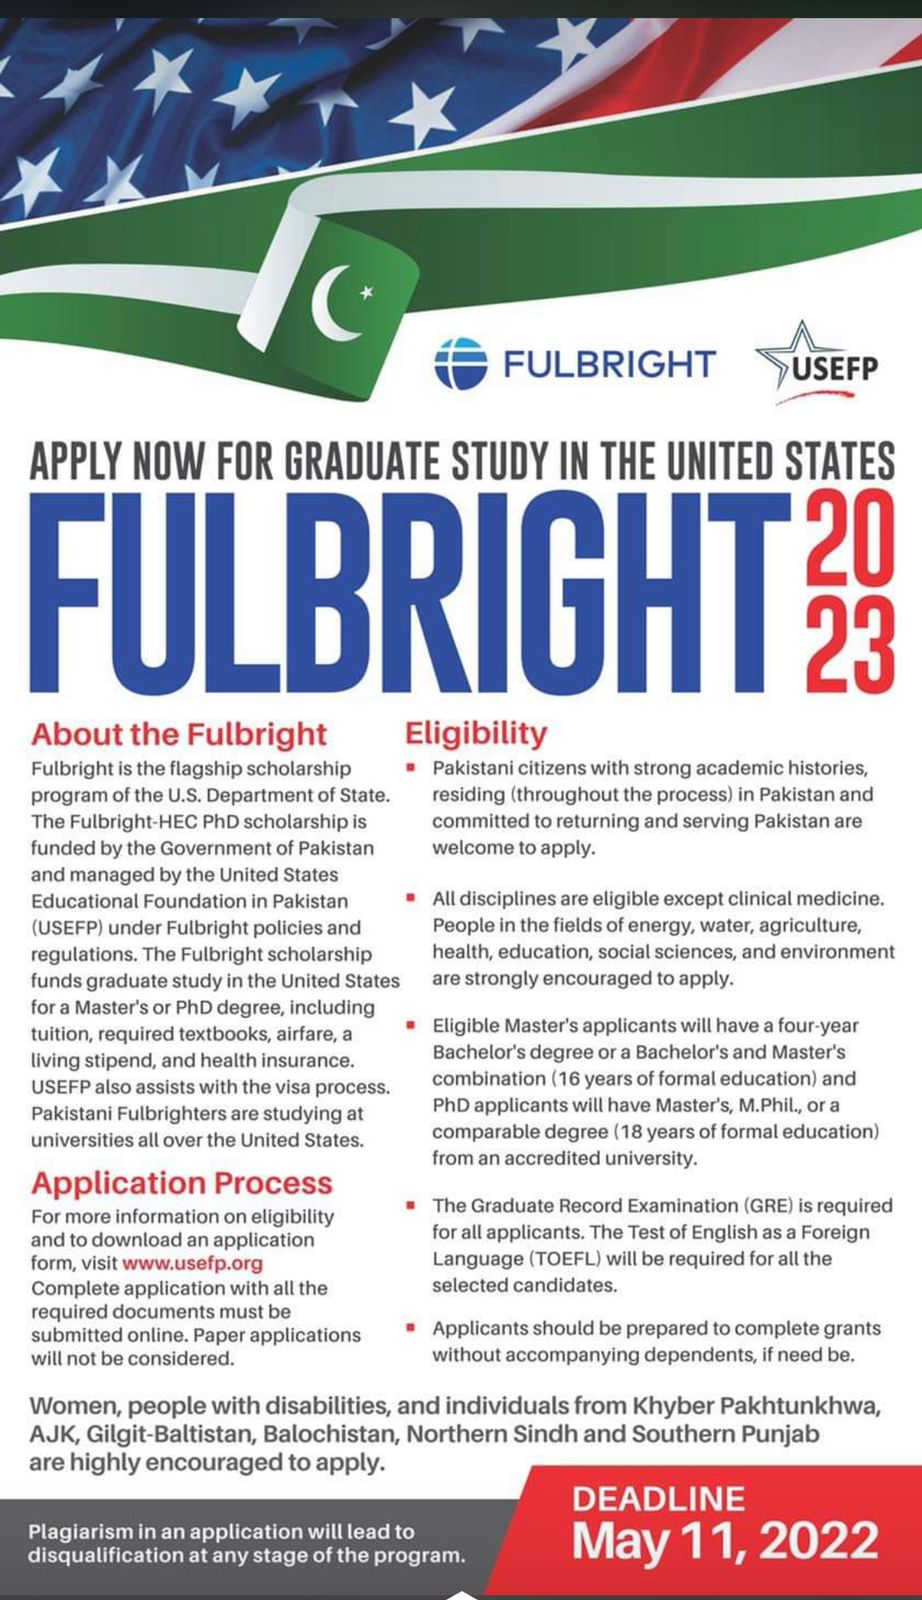 FULBRIGHT
USEFP
APPLY NOW FOR GRADUATE STUDY IN THE UNITED STATES
FULBRIGHT 20
23
About the Fulbright
Fulbright is the flagship scholarship
program of the U.S. Department of State.
The Fulbright-HEC PhD scholarship is
funded by the Government of Pakistan
and managed by the United States
Educational Foundation in Pakistan
(USEFP) under Fulbright policies and
regulations. The Fulbright scholarship
funds graduate study in the United States
for a Master's or PhD degree, including
tuition, required textbooks, airfare, a
living stipend, and health insurance.
USEFP also assists with the visa process.
Pakistani Fulbrighters are studying at
universities all over the United States.
Application Process
For more information on eligibility
and to download an application
form, visit www.usefp.org
Complete application with all the
required documents must be
submitted online. Paper applications
will not be considered.
Eligibility
Pakistani citizens with strong academic histories,
residing (throughout the process) in Pakistan and
committed to returning and serving Pakistan are
welcome to apply.
All disciplines are eligible except clinical medicine.
People in the fields of energy, water, agriculture,
health, education, social sciences, and environment
are strongly encouraged to apply.
Eligible Master's applicants will have a four-year
Bachelor's degree or a Bachelor's and Master's
combination (16 years of formal education) and
PhD applicants will have Master's, M.Phil., or a
comparable degree (18 years of formal education)
from an accredited university.
The Graduate Record Examination (GRE) is required
for all applicants. The Test of English as a Foreign
Language (TOEFL) will be required for all the
selected candidates.
Applicants should be prepared to complete grants
without accompanying dependents, if need be.
Women, people with disabilities, and individuals from Khyber Pakhtunkhwa,
AJK, Gilgit-Baltistan, Balochistan, Northern Sindh and Southern Punjab
are highly encouraged to apply.
Plagiarism in an application will lead to
disqualification at any stage of the program.
DEADLINE
May 11, 2022